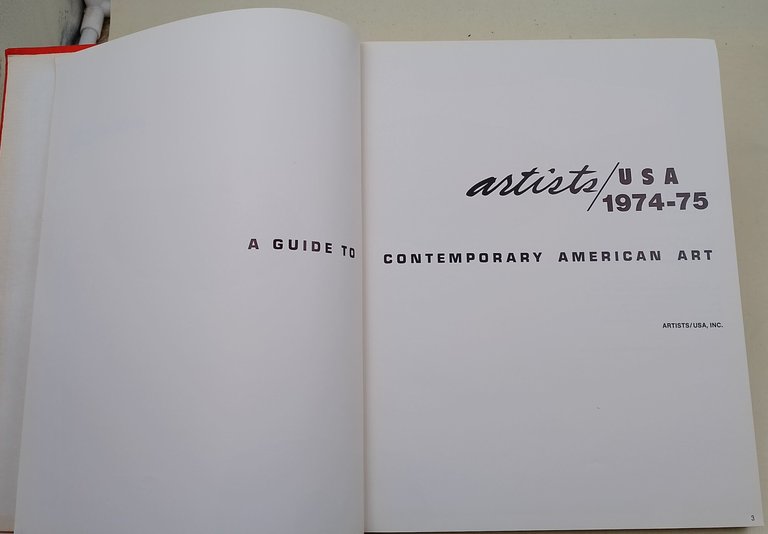 artists/USA
1974-75
A GUIDE TO CONTEMPORARY AMERICAN ART
ARTISTS/USA, INC.
3